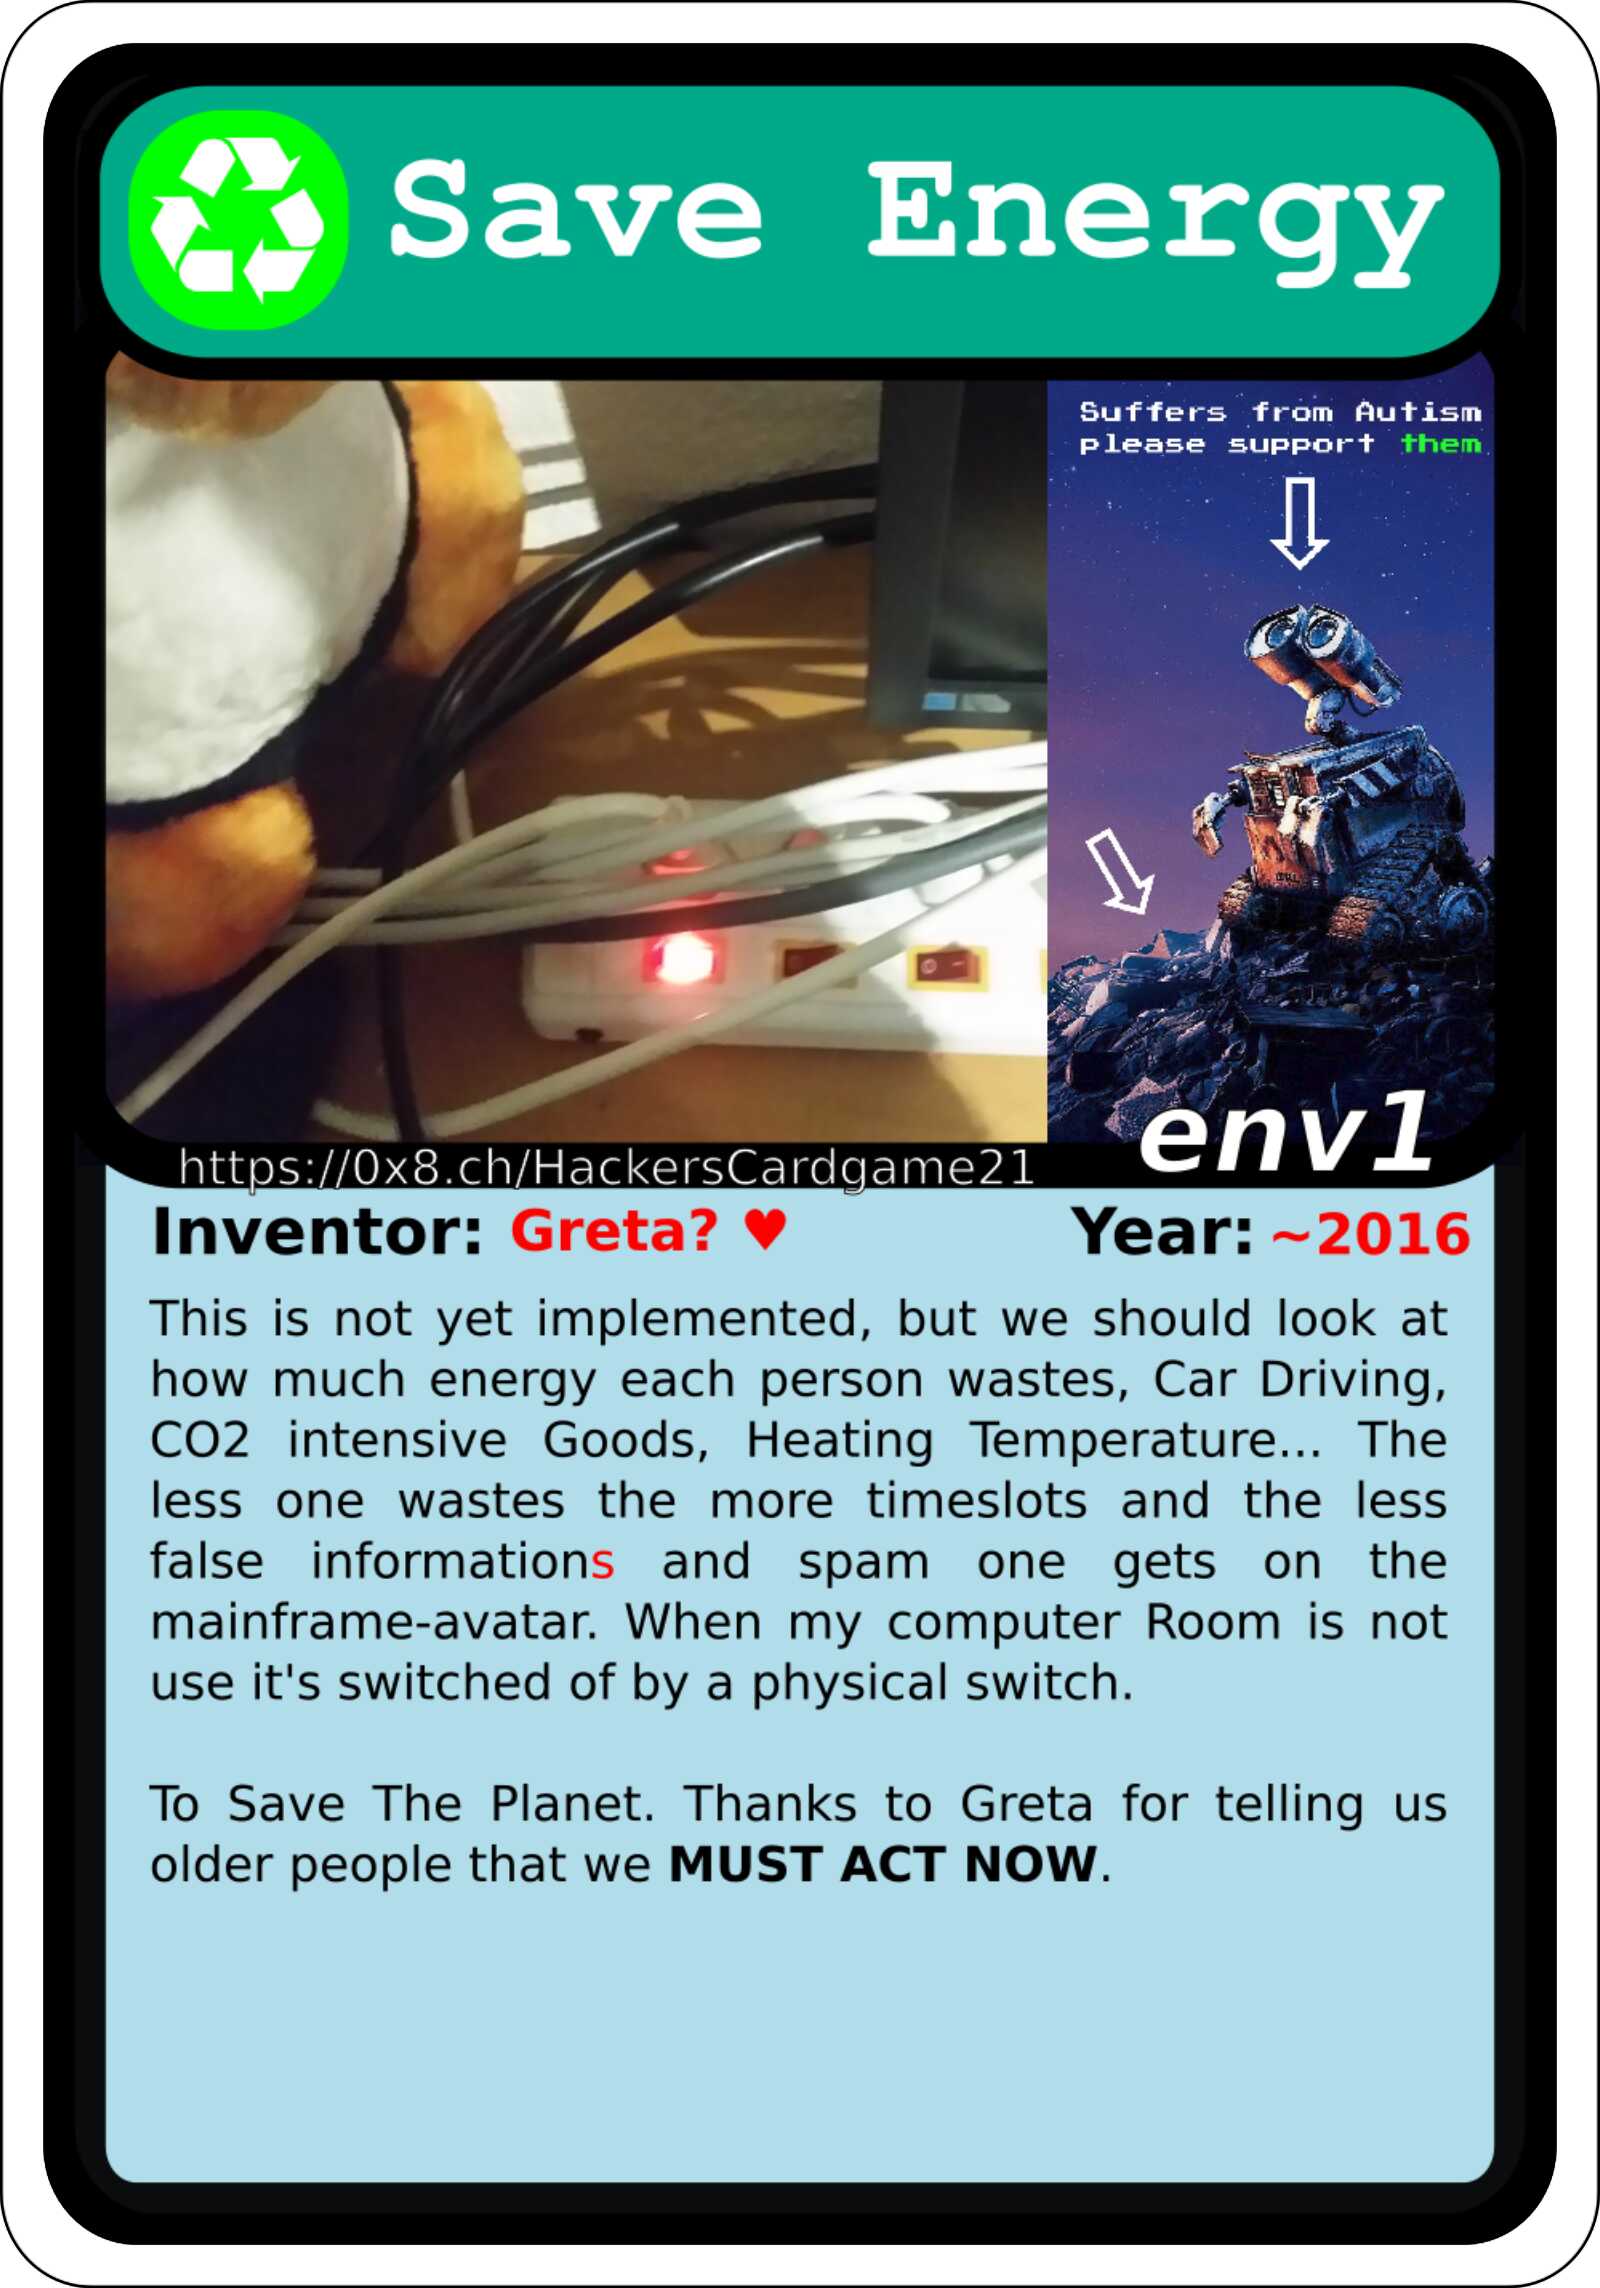 Save Energy
Suffers from Autism
please support them
env1
https://0x8.ch/HackersCardgame21
Inventor: Greta? ♥ Year: ~2016
This is not yet implemented, but we should look at
how much energy each person wastes, Car Driving,
CO2 intensive Goods, Heating Temperature... The
less one wastes the more timeslots and the less
false informations and spam one gets on the
mainframe-avatar. When my computer Room is not
use it's switched of by a physical switch.
To Save The Planet. Thanks to Greta for telling us
older people that we MUST ACT NOW.